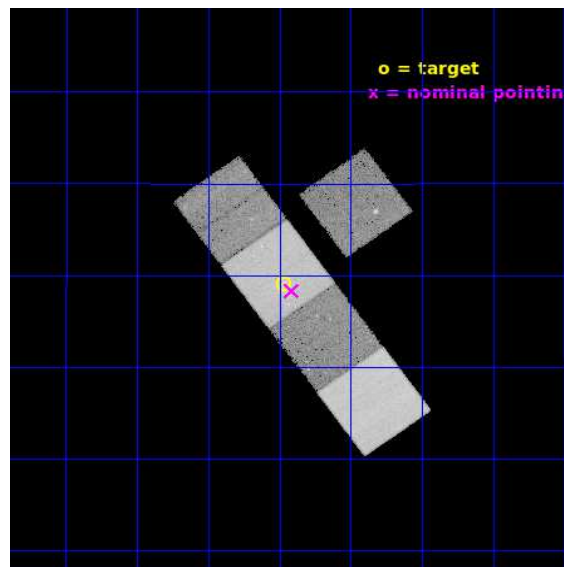 o = target
x = nominal pointin